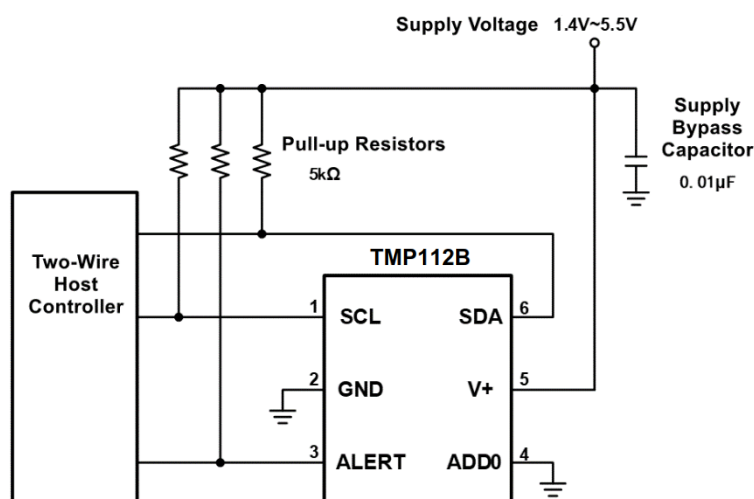 Supply Voltage 1.4V~5.5V
Supply
Bypass
Capacitor
0.01μF
Pull-up Resistors
5kΩ
Two-Wire
Host
Controller
TMP112B
1 SCL SDA 6
2 GND V+ 5
3 ALERT ADD0 4